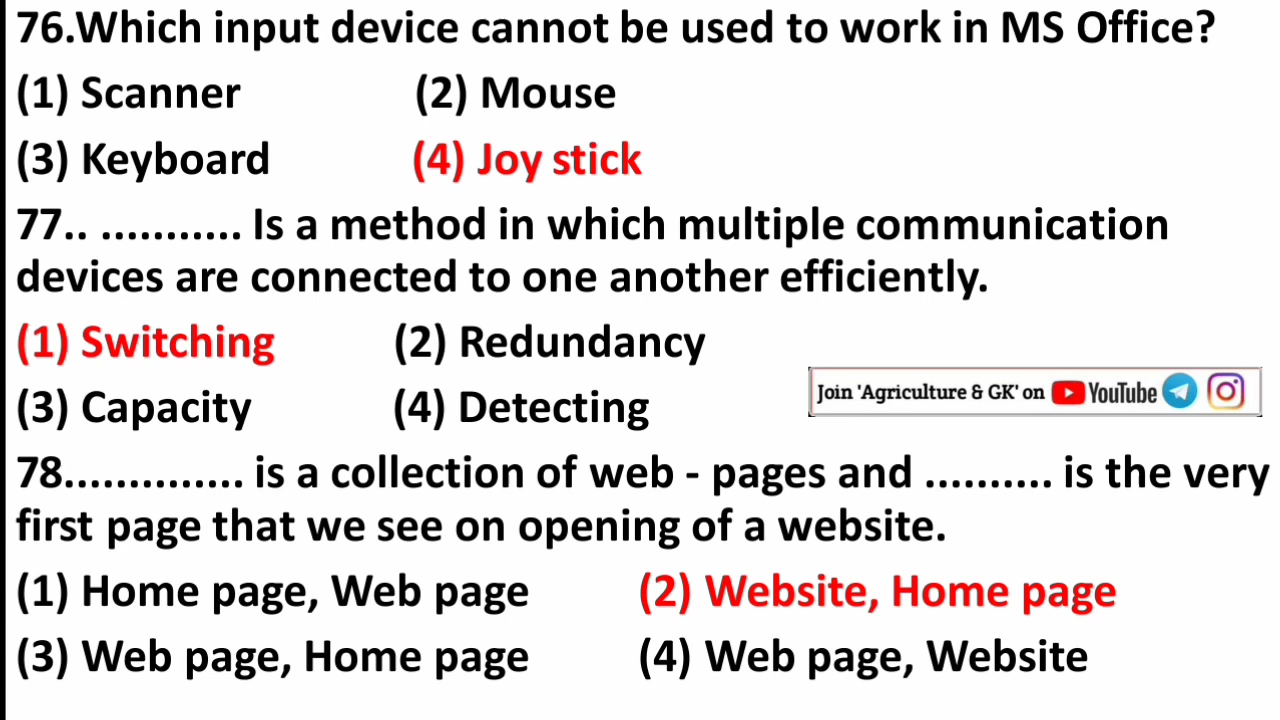 76.Which input device cannot be used to work in MS Office?
(1) Scanner (2) Mouse
(3) Keyboard (4) Joy stick
77.. ........... Is a method in which multiple communication
devices are connected to one another efficiently.
(1) Switching (2) Redundancy
(3) Capacity (4) Detecting
Join 'Agriculture & GK' on YouTube
78.............. is a collection of web - pages and .......... is the very
first page that we see on opening of a website.
(1) Home page, Web page (2) Website, Home page
(3) Web page, Home page (4) Web page, Website